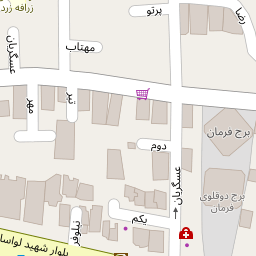 زرافه زرد
پرتو
رضا
عسگریان
مهتاب
مهر
تیر
برج فرمان
دوم
عسگریان
برج دوقلوی
فرمان
یکم
نیلوفر
بلوار شهید لواسا